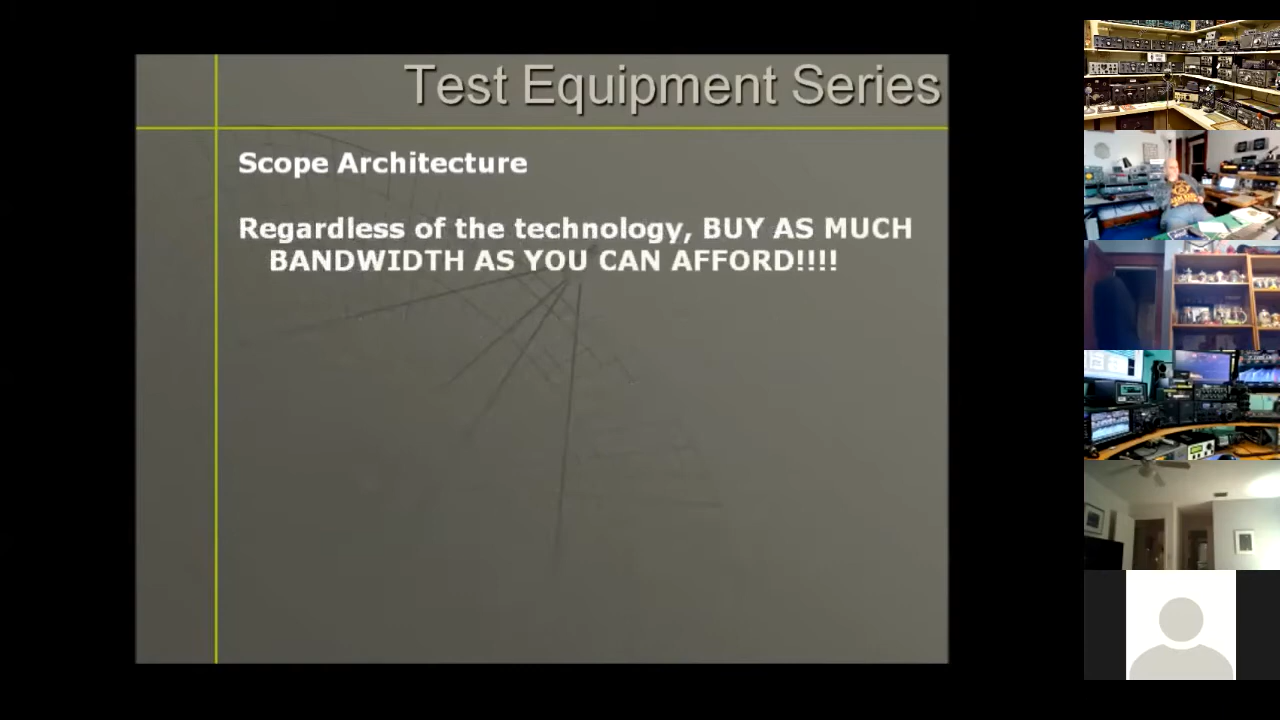 Test Equipment Series
Scope Architecture
Regardless of the technology, BUY AS MUCH
BANDWIDTH AS YOU CAN AFFORD!!!!